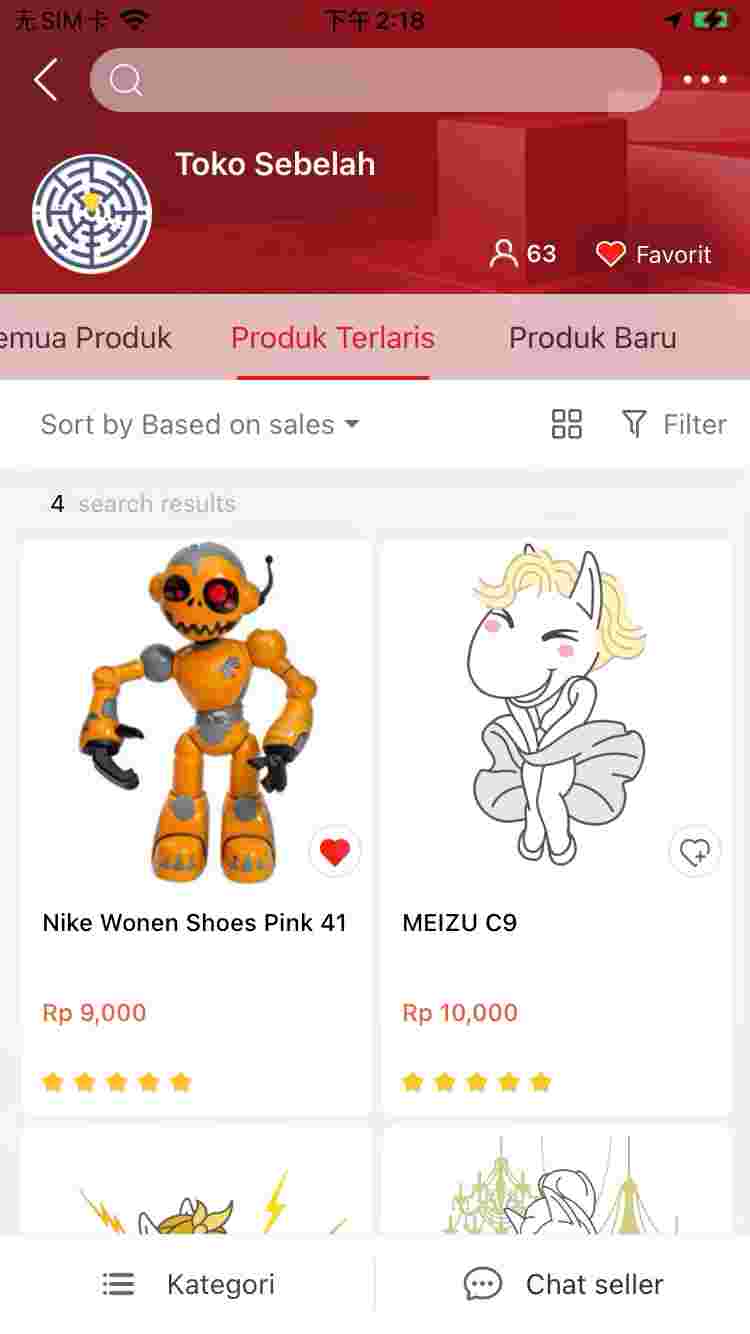 无SIM卡
下午2:18
Toko Sebelah
63
Favorit
emua Produk
Produk Terlaris
Produk Baru
Sort by Based on sales
Filter
4 search results
Nike Wonen Shoes Pink 41
MEIZU C9
Rp 9,000
Rp 10,000
Kategori
Chat seller